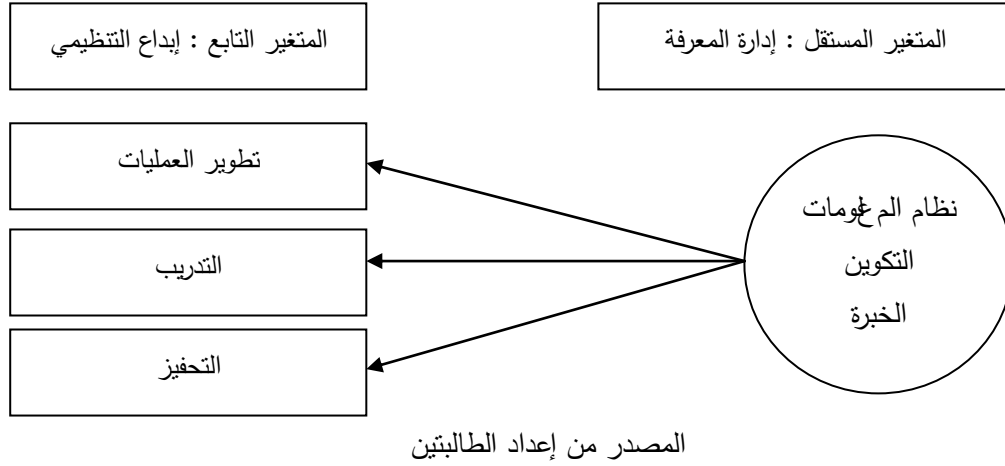 المتغير المستقل : إدارة المعرفة
المتغير التابع : إبداع التنظيمي
نظام المعلومات
التكوين
الخبرة
تطوير العمليات
التدريب
التحفيز
المصدر من إعداد الطالبتين